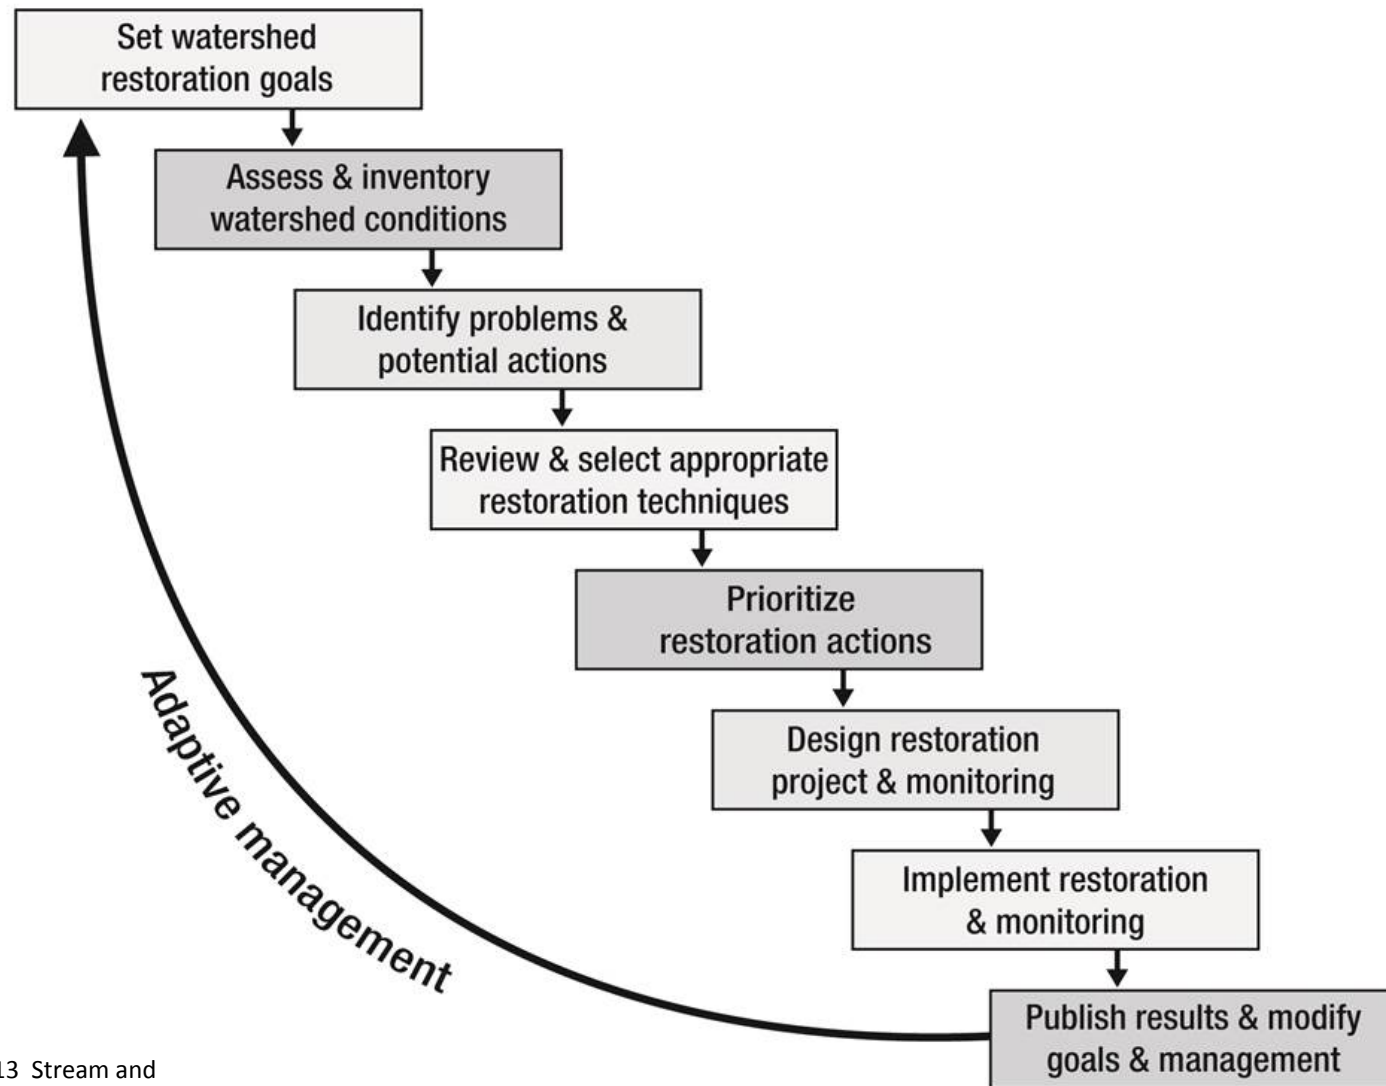 Set watershed
restoration goals
Assess & inventory
watershed conditions
Identify problems &
potential actions
Review & select appropriate
restoration techniques
Prioritize
restoration actions
Design restoration
project & monitoring
Implement restoration
& monitoring
Publish results & modify
goals & management
Adaptive management
13 Stream and